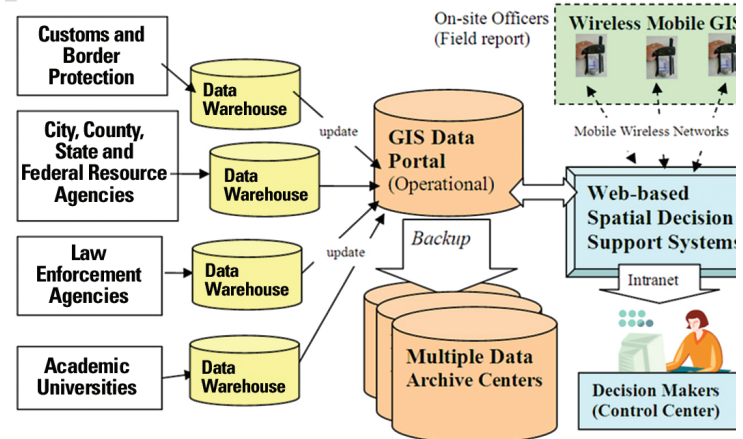 Customs and
Border
Protection
City, County,
State and
Federal Resource
Agencies
Law
Enforcement
Agencies
Academic
Universities
Data
Warehouse
Data
Warehouse
Data
Warehouse
Data
Warehouse
update
update
GIS Data
Portal
(Operational)
Backup
Multiple Data
Archive Centers
On-site Officers
(Field report)
Wireless Mobile GIS
Mobile Wireless Networks
Web-based
Spatial Decision
Support Systems
Intranet
Decision Makers
(Control Center)